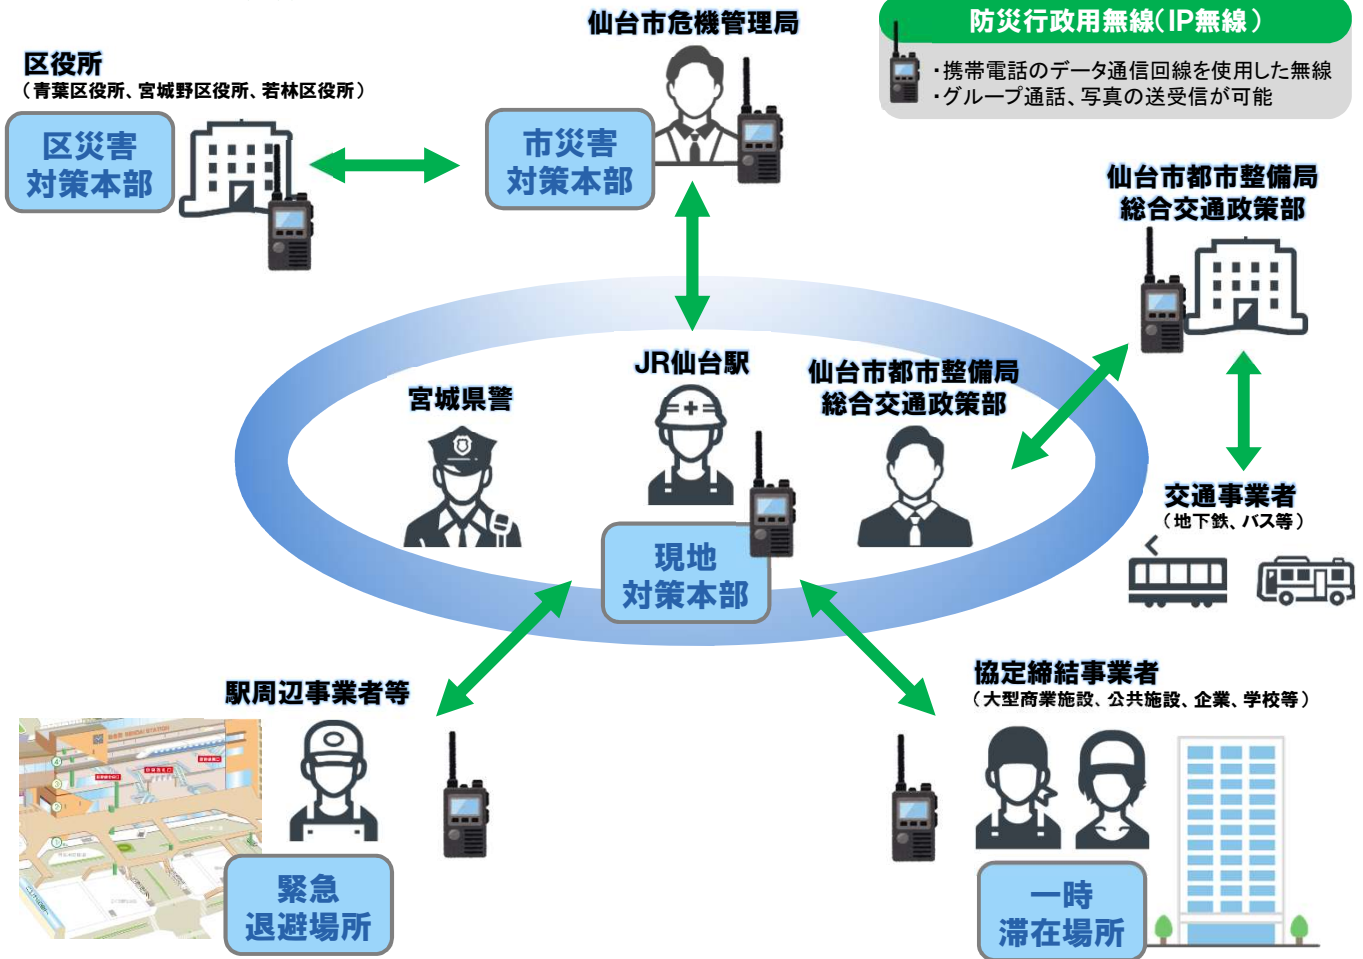 仙台市危機管理局
防災行政用無線(IP無線)
・携帯電話のデータ通信回線を使用した無線
・グループ通話、写真の送受信が可能
区役所
(青葉区役所、宮城野区役所、若林区役所)
区災害
対策本部
市災害
対策本部
仙台市都市整備局
総合交通政策部
JR仙台駅
仙台市都市整備局
総合交通政策部
宮城県警
現地
対策本部
交通事業者
(地下鉄、バス等)
駅周辺事業者等
協定締結事業者
(大型商業施設、公共施設、企業、学校等)
緊急
退避場所
一時
滞在場所